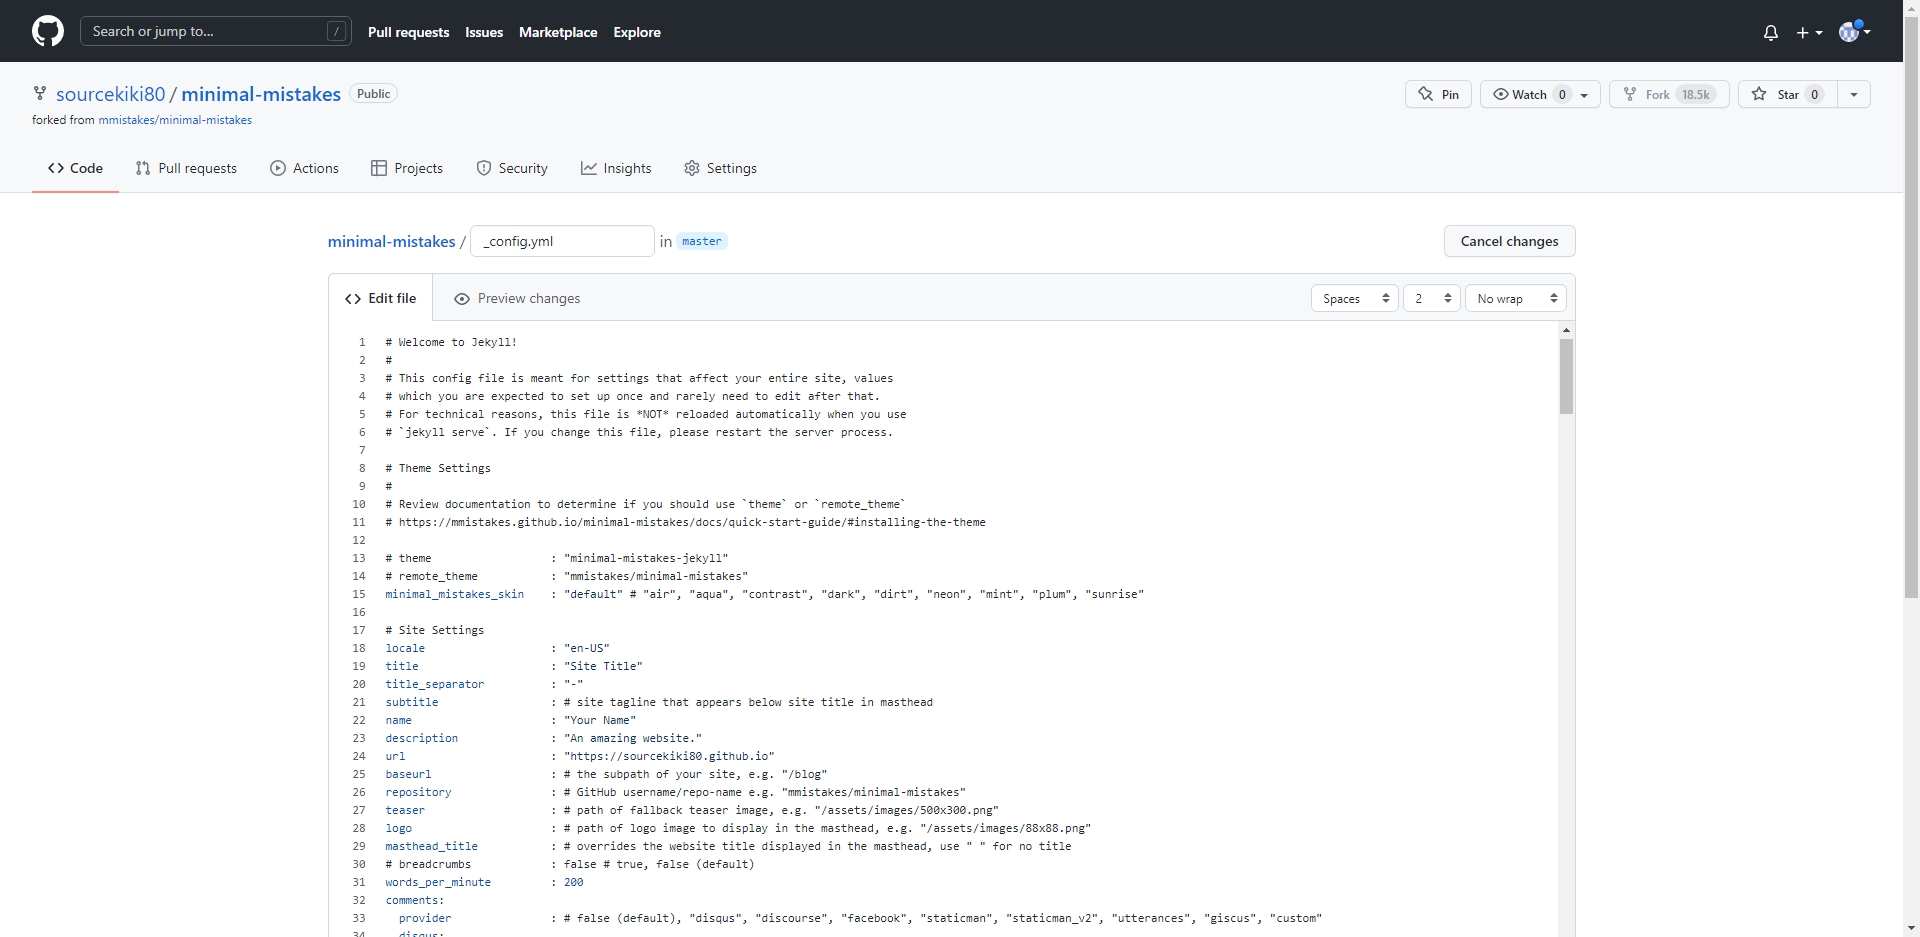 Search or jump to... /
Pull requests Issues Marketplace Explore
sourcekiki80 / minimal-mistakes Public
Pin Watch 0 Fork 18.5k Star 0
forked from mmistakes/minimal-mistakes
Code Pull requests Actions Projects Security Insights Settings
minimal-mistakes / _config.yml in master Cancel changes
Edit file Preview changes Spaces 2 No wrap
1 # Welcome to Jekyll!
2 #
3 # This config file is meant for settings that affect your entire site, values
4 # which you are expected to set up once and rarely need to edit after that.
5 # For technical reasons, this file is *NOT* reloaded automatically when you use
6 # `jekyll serve`. If you change this file, please restart the server process.
7
8 # Theme Settings
9 #
10 # Review documentation to determine if you should use `theme` or `remote_theme`
11 # https://mmistakes.github.io/minimal-mistakes/docs/quick-start-guide/#installing-the-theme
12
13 # theme : "minimal-mistakes-jekyll"
14 # remote_theme : "mmistakes/minimal-mistakes"
15 minimal_mistakes_skin : "default" # "air", "aqua", "contrast", "dark", "dirt", "neon", "mint", "plum", "sunrise"
16
17 # Site Settings
18 locale : "en-US"
19 title : "Site Title"
20 title_separator : "-"
21 subtitle : # site tagline that appears below site title in masthead
22 name : "Your Name"
23 description : "An amazing website."
24 url : "https://sourcekiki80.github.io"
25 baseurl : # the subpath of your site, e.g. "/blog"
26 repository : # GitHub username/repo-name e.g. "mmistakes/minimal-mistakes"
27 teaser : # path of fallback teaser image, e.g. "/assets/images/500x300.png"
28 logo : # path of logo image to display in the masthead, e.g. "/assets/images/88x88.png"
29 masthead_title : # overrides the website title displayed in the masthead, use " " for no title
30 # breadcrumbs : false # true, false (default)
31 words_per_minute : 200
32 comments:
33 provider : # false (default), "disqus", "discourse", "facebook", "staticman", "staticman_v2", "utterances", "giscus", "custom"
34 disqus: